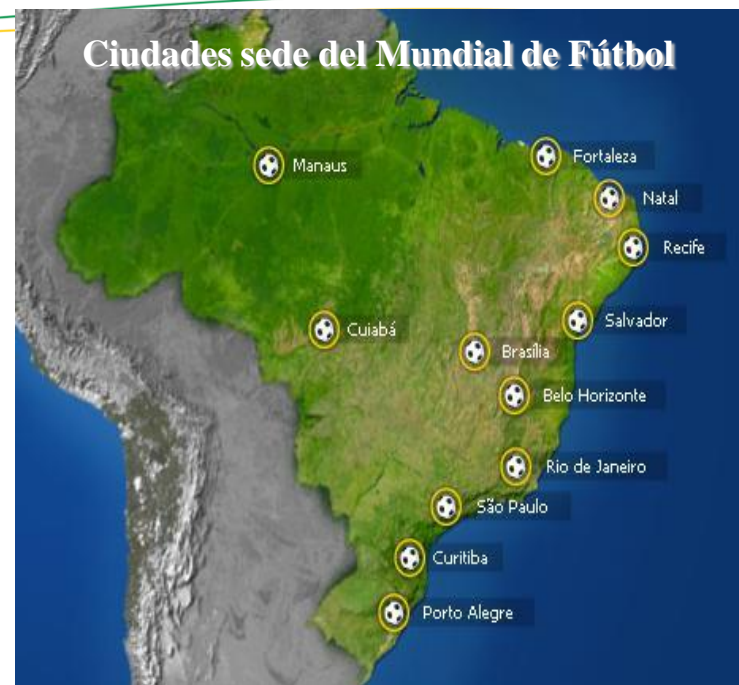 Ciudades sede del Mundial de Fútbol
Fortaleza
Manaus
Natal
Recife
Salvador
Cuiabá
Brasília
Belo Horizonte
Rio de Janeiro
São Paulo
Curitiba
Porto Alegre